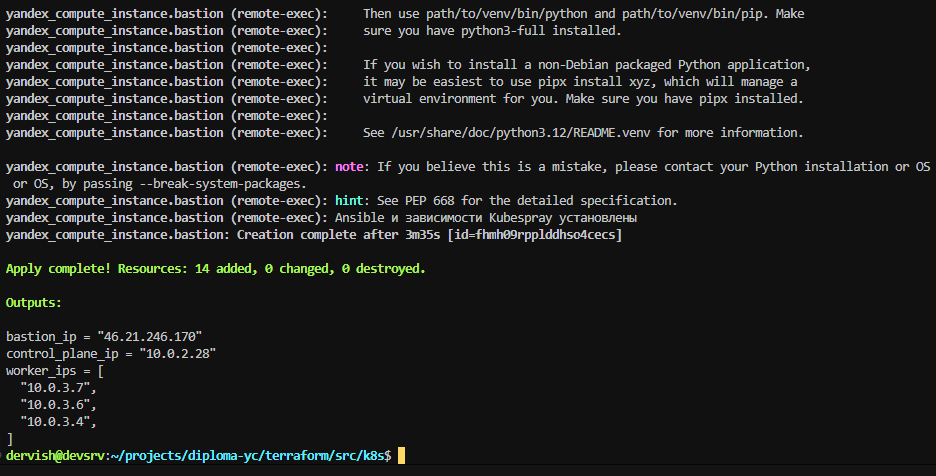 yandex_compute_instance.bastion (remote-exec):     Then use path/to/venv/bin/python and path/to/venv/bin/pip. Make
yandex_compute_instance.bastion (remote-exec):     sure you have python3-full installed.
yandex_compute_instance.bastion (remote-exec):
yandex_compute_instance.bastion (remote-exec):     If you wish to install a non-Debian packaged Python application,
yandex_compute_instance.bastion (remote-exec):     it may be easiest to use pipx install xyz, which will manage a
yandex_compute_instance.bastion (remote-exec):     virtual environment for you. Make sure you have pipx installed.
yandex_compute_instance.bastion (remote-exec):
yandex_compute_instance.bastion (remote-exec):     See /usr/share/doc/python3.12/README.venv for more information.
yandex_compute_instance.bastion (remote-exec): note: If you believe this is a mistake, please contact your Python installation or OS
 or OS, by passing --break-system-packages.
yandex_compute_instance.bastion (remote-exec): hint: See PEP 668 for the detailed specification.
yandex_compute_instance.bastion (remote-exec): Ansible и зависимости Kubespray установлены
yandex_compute_instance.bastion: Creation complete after 3m35s [id=fhmh09rpplddhso4cecs]
Apply complete! Resources: 14 added, 0 changed, 0 destroyed.
Outputs:
bastion_ip = "46.21.246.170"
control_plane_ip = "10.0.2.28"
worker_ips = [
  "10.0.3.7",
  "10.0.3.6",
  "10.0.3.4",
]
dervish@devsrv:~/projects/diploma-yc/terraform/src/k8s$